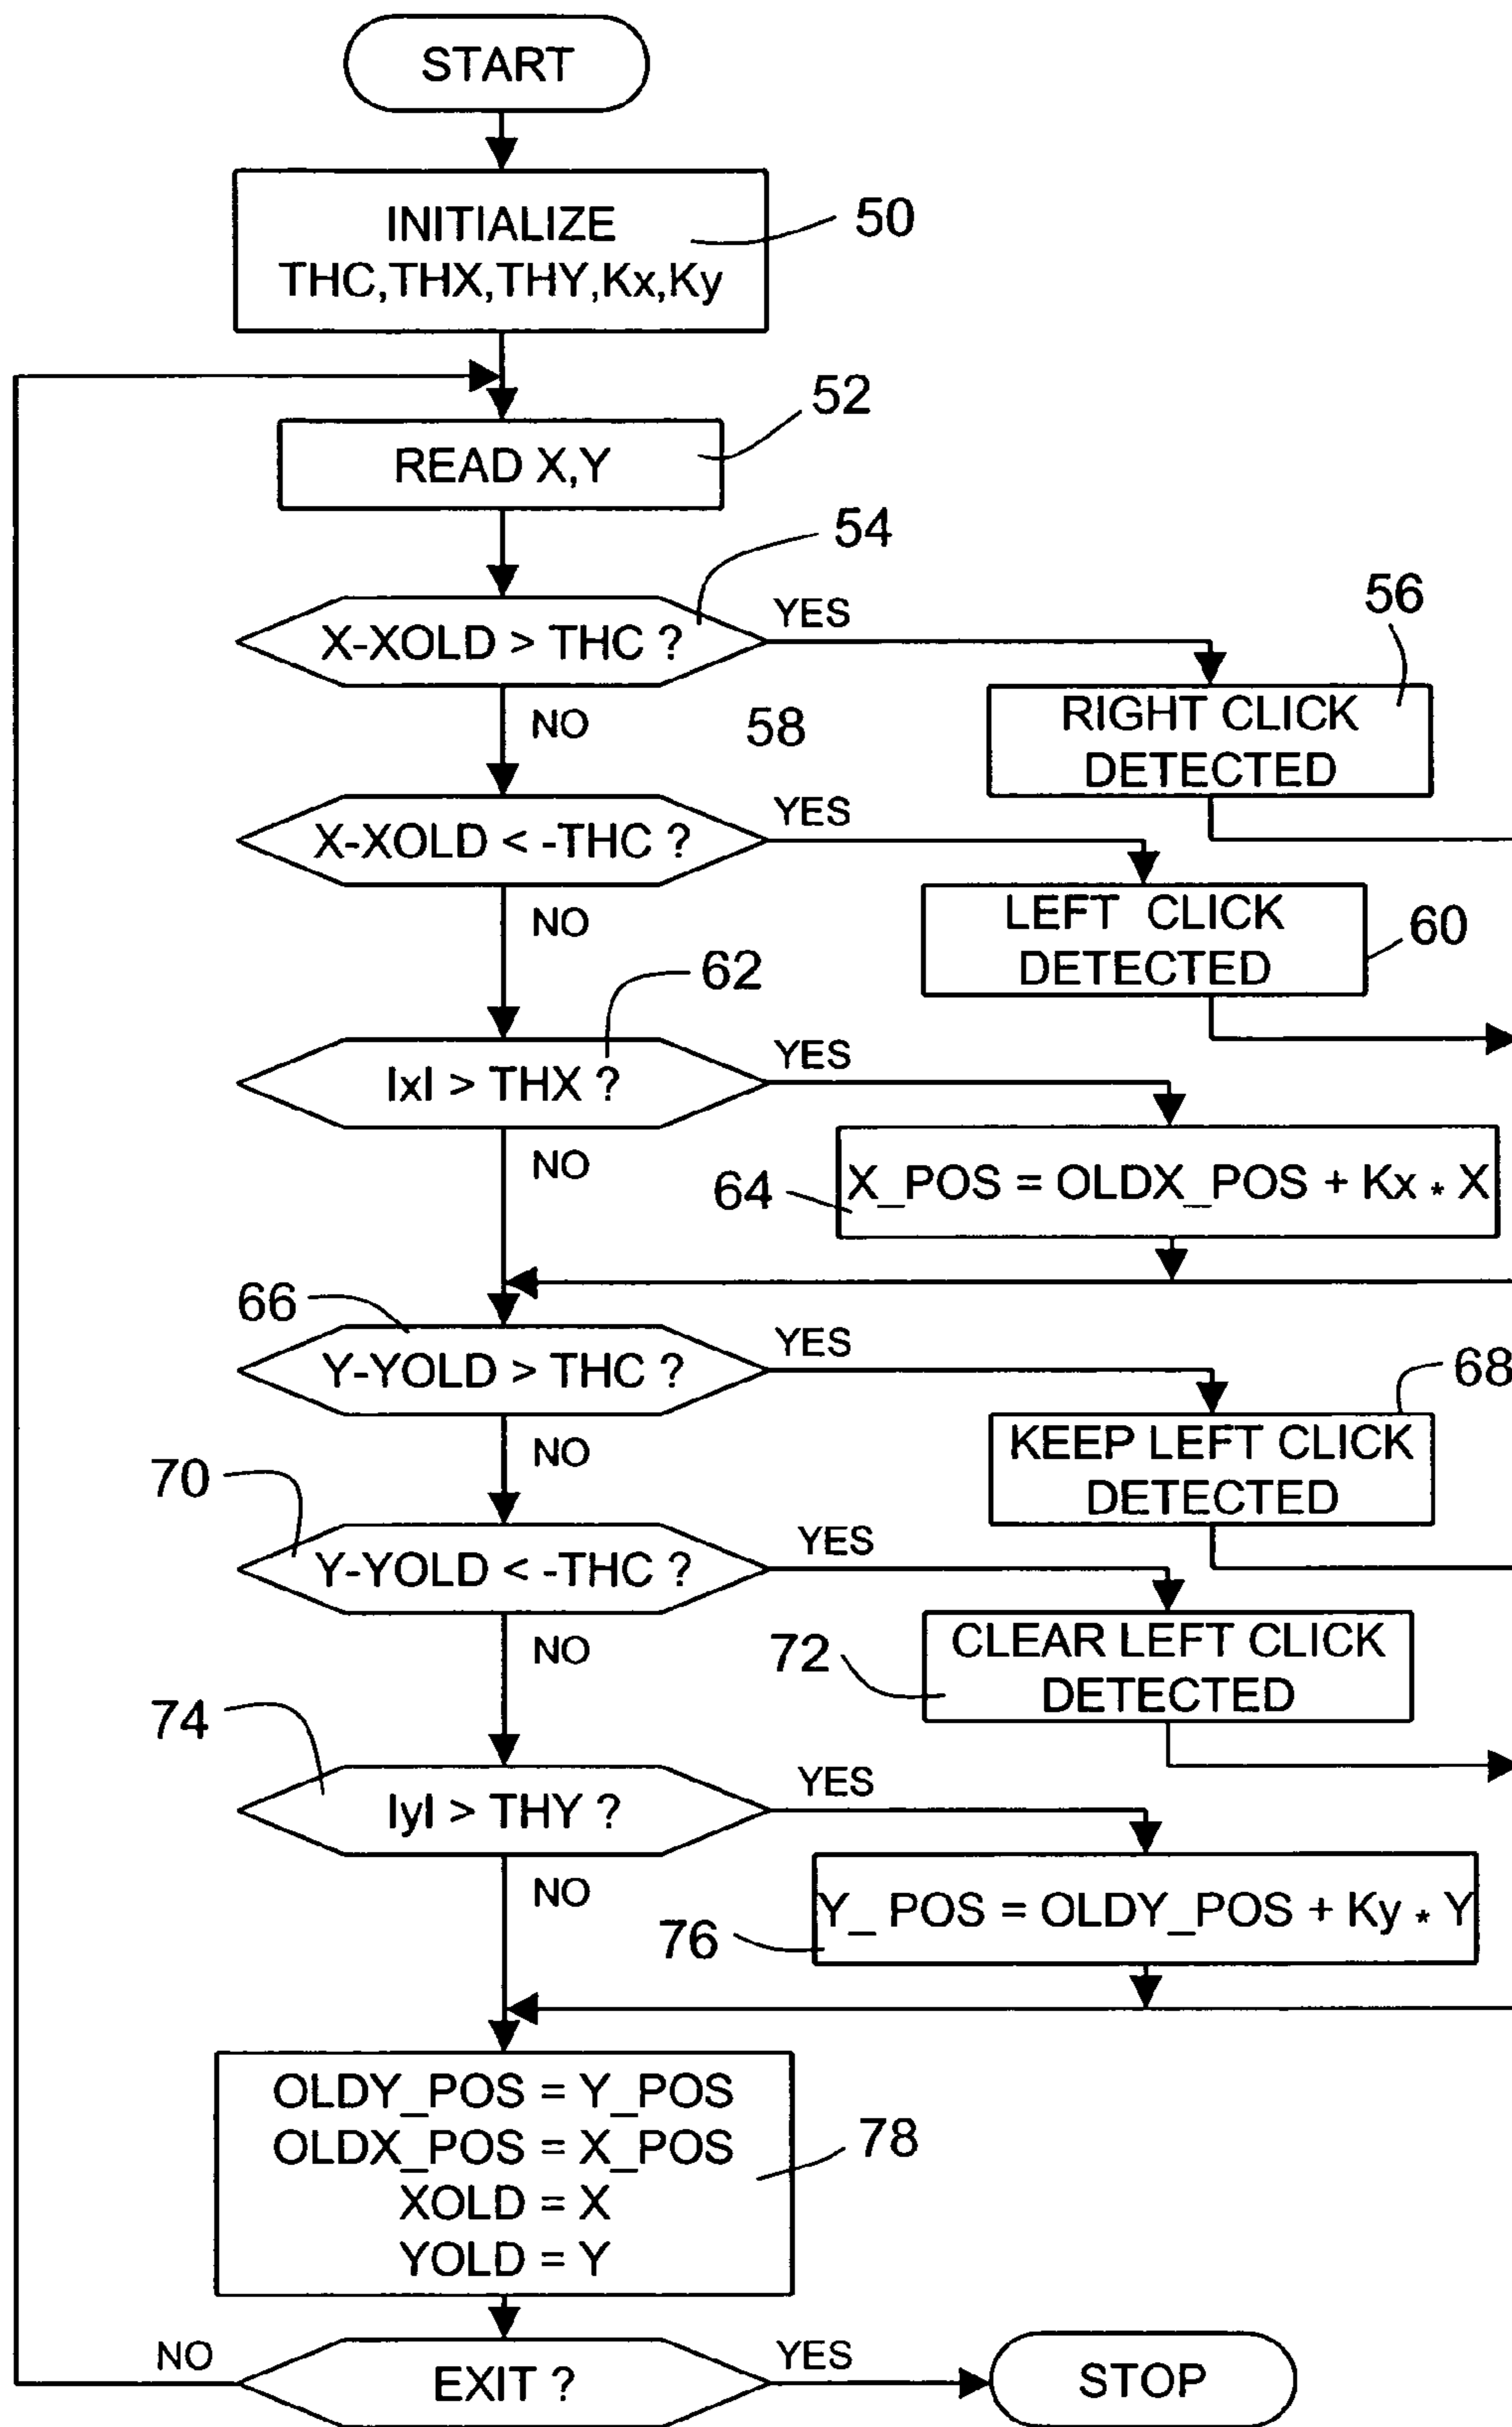 START
INITIALIZE
THC,THX,THY,Kx,Ky
50
READ X,Y
52
54
X-XOLD > THC ?
YES
56
RIGHT CLICK
DETECTED
NO
58
X-XOLD < -THC ?
YES
LEFT CLICK
DETECTED
60
NO
62
IxI > THX ?
YES
NO
64
X_POS = OLDX_POS + Kx * X
66
Y-YOLD > THC ?
YES
68
KEEP LEFT CLICK
DETECTED
NO
70
Y-YOLD < -THC ?
YES
72
CLEAR LEFT CLICK
DETECTED
NO
74
IyI > THY ?
YES
NO
76
Y_ POS = OLDY_POS + Ky * Y
OLDY_POS = Y_POS
OLDX_POS = X_POS
XOLD = X
YOLD = Y
78
NO
EXIT ?
YES
STOP